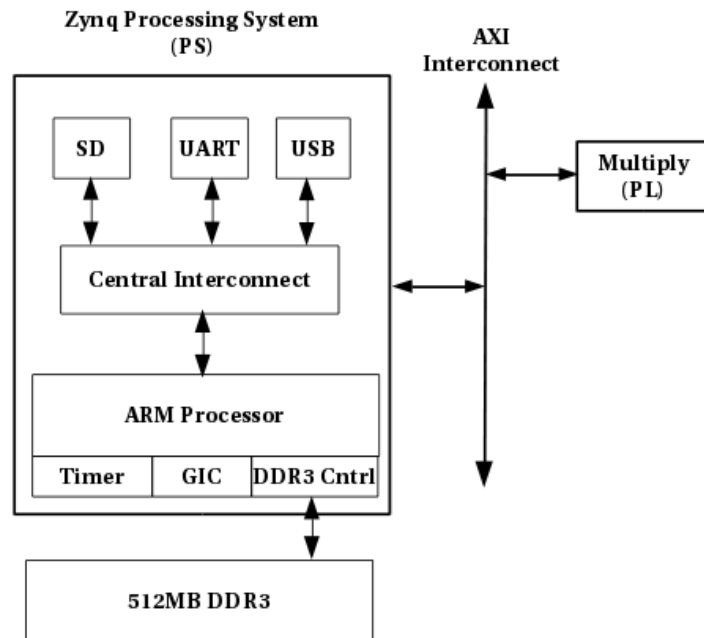 Zynq Processing System
(PS)
AXI
Interconnect
SD
UART
USB
Multiply
(PL)
Central Interconnect
ARM Processor
Timer
GIC
DDR3 Cntrl
512MB DDR3